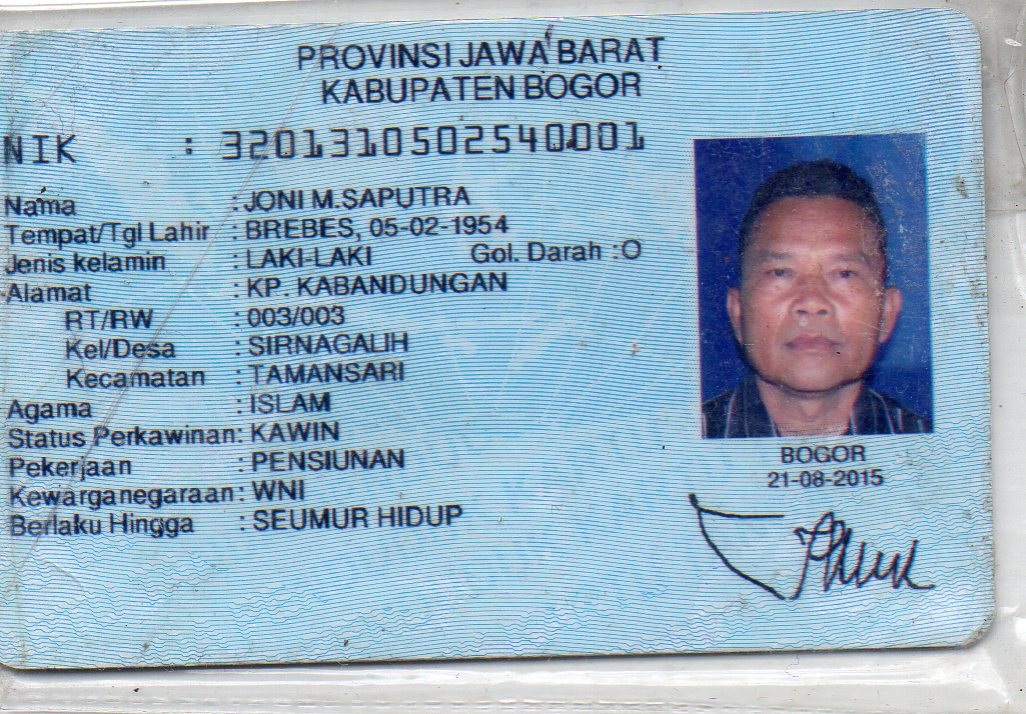 PROVINSI JAWA BARAT
KABUPATEN BOGOR
NIK : 3201310502540001
Nama : JONI M.SAPUTRA
Tempat/Tgl Lahir : BREBES, 05-02-1954
Jenis kelamin : LAKI-LAKI Gol. Darah : O
Alamat : KP. KABANDUNGAN
RT/RW : 003/003
Kel/Desa : SIRNAGALIH
Kecamatan : TAMANSARI
Agama : ISLAM
Status Perkawinan: KAWIN
Pekerjaan : PENSIUNAN
Kewarganegaraan: WNI
Berlaku Hingga : SEUMUR HIDUP
BOGOR
21-08-2015